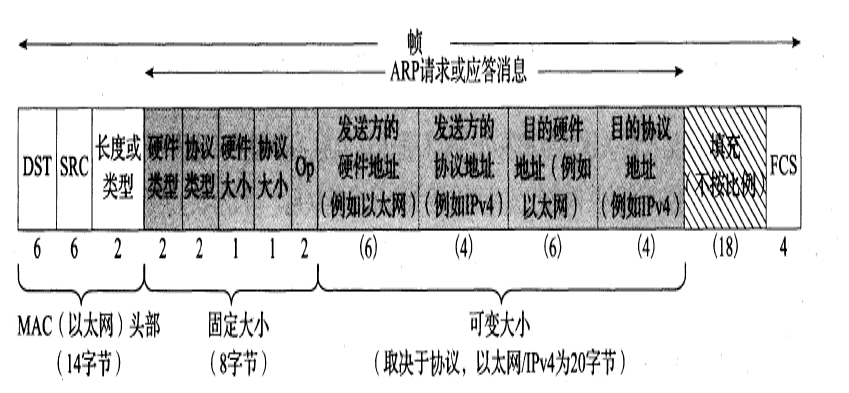 帧
ARP请求或应答消息
DST
SRC
长度或
类型
硬件
类型
协议
类型
硬件
大小
协议
大小
Op
发送方的
硬件地址
(例如以太网)
发送方的
协议地址
(例如IPv4)
目的硬件
地址(例如
以太网)
目的协议
地址
(例如IPv4)
填充
(不按比例)
FCS
6 6 2 2 2 1 1 2 (6) (4) (6) (4) (18) 4
MAC(以太网)头部
(14字节)
固定大小
(8字节)
可变大小
(取决于协议,以太网/IPv4为20字节)